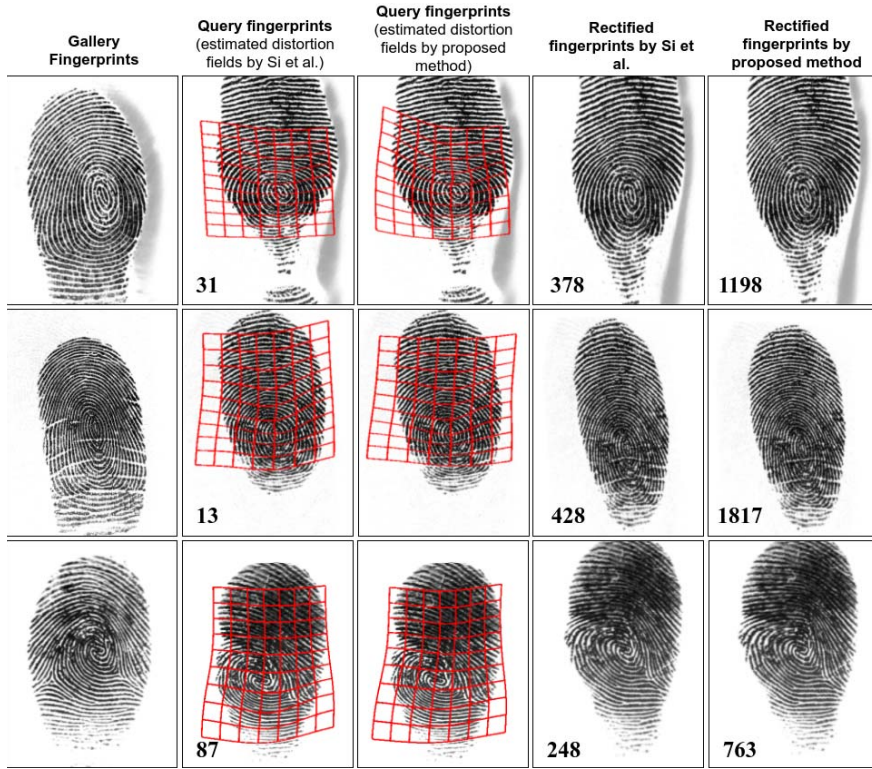 Gallery
Fingerprints
Query fingerprints
(estimated distortion
fields by Si et al.)
Query fingerprints
(estimated distortion
fields by proposed
method)
Rectified
fingerprints by Si et
al.
Rectified
fingerprints by
proposed method
31
378
1198
13
428
1817
87
248
763